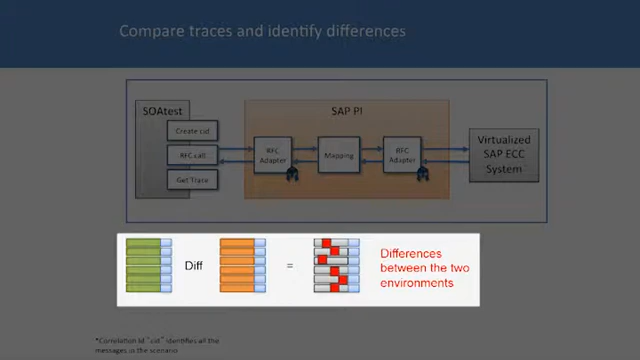 Compare traces and identify differences
SOAtest
SAP PI
Create cid
RFC call
Get Trace
RFC
Adapter
Mapping
RFC
Adapter
Virtualized
SAP ECC
System
Diff
=
Differences
between the two
environments
*Correlation Id "cid" identifies all the
messages in the scenario